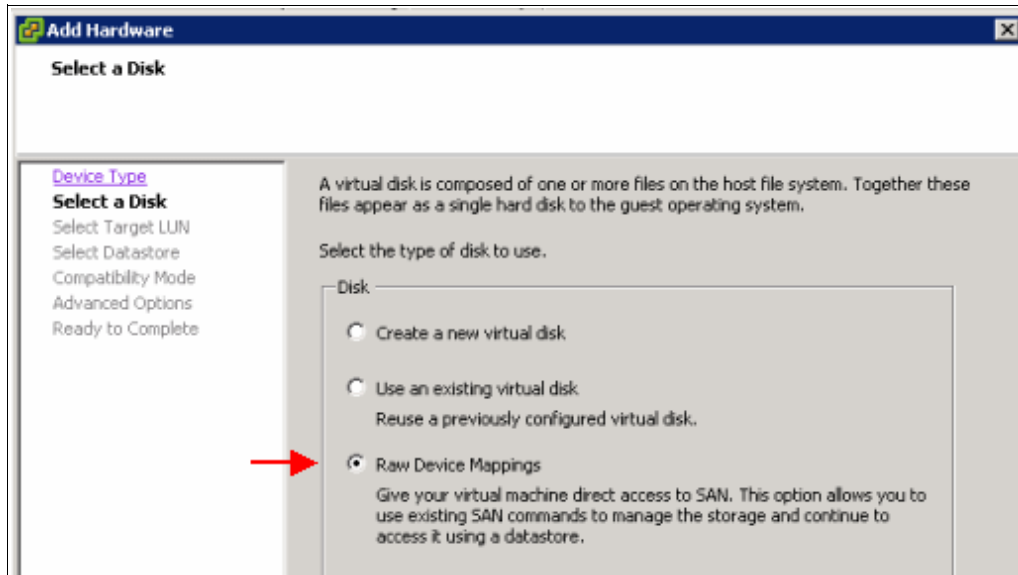 Add Hardware
Select a Disk
Device Type
Select a Disk
Select Target LUN
Select Datastore
Compatibility Mode
Advanced Options
Ready to Complete
A virtual disk is composed of one or more files on the host file system. Together these
files appear as a single hard disk to the guest operating system.
Select the type of disk to use.
Disk
Create a new virtual disk
Use an existing virtual disk
Reuse a previously configured virtual disk.
Raw Device Mappings
Give your virtual machine direct access to SAN. This option allows you to
use existing SAN commands to manage the storage and continue to
access it using a datastore.